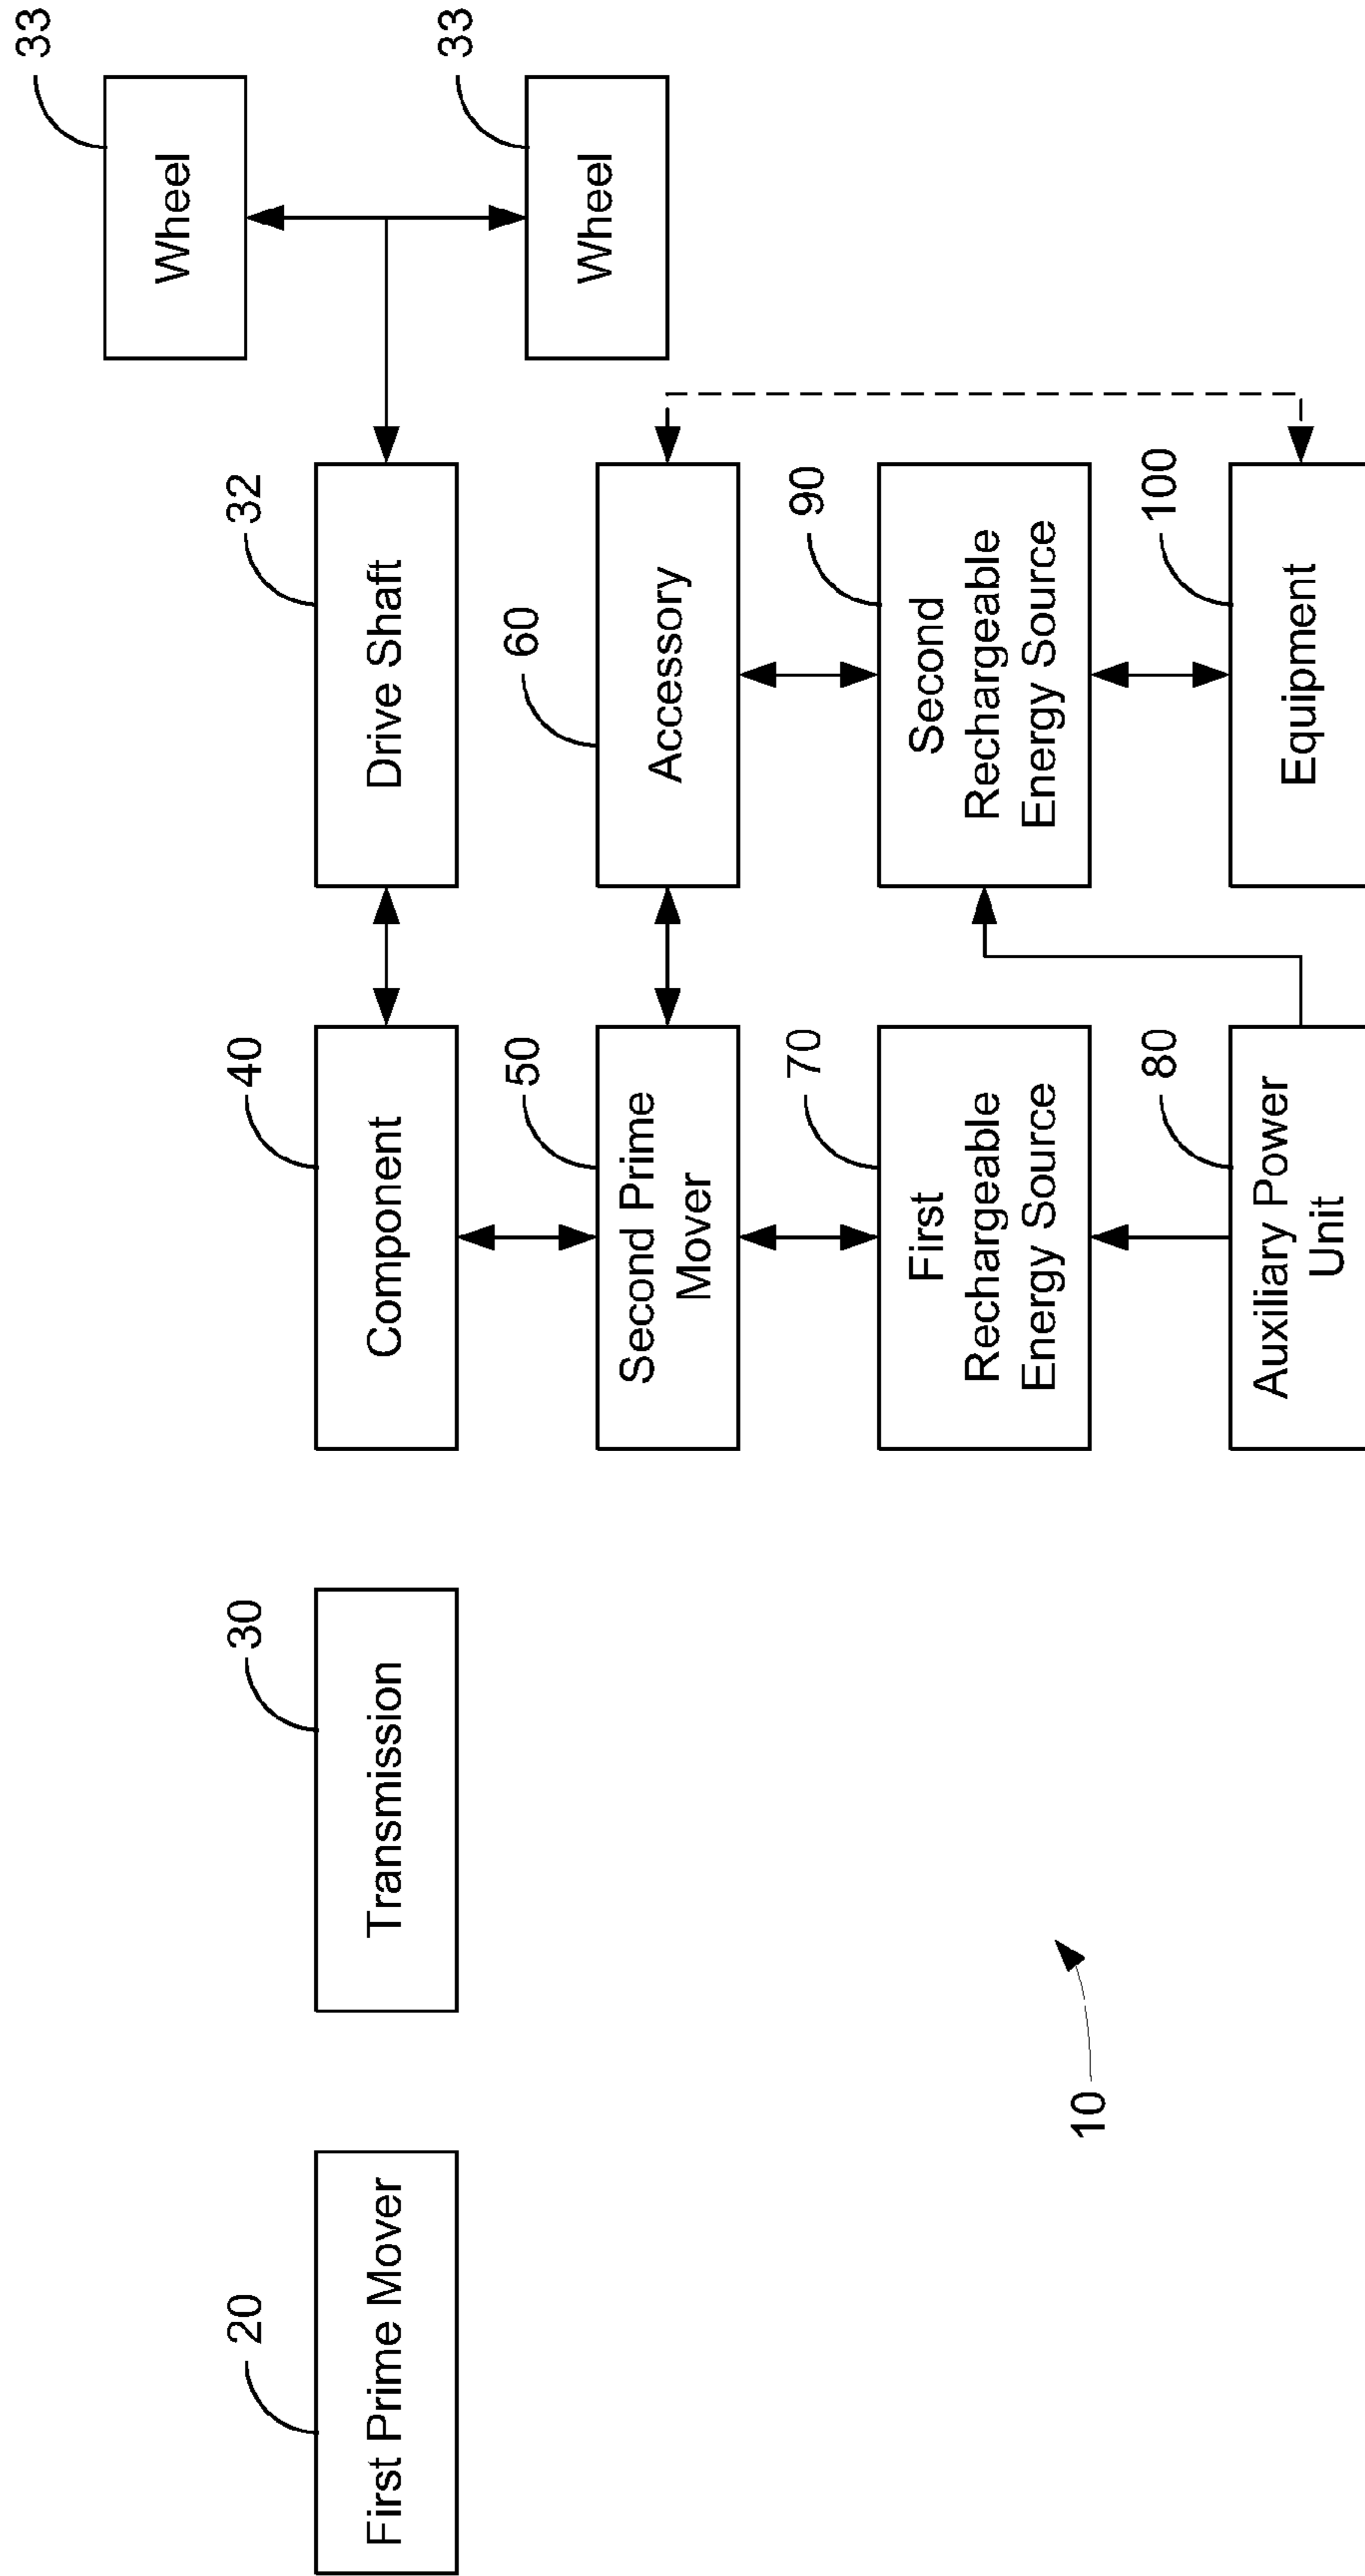 33
Wheel
33
Wheel
20
First Prime Mover
30
Transmission
40
Component
32
Drive Shaft
50
Second Prime
Mover
60
Accessory
70
First
Rechargeable
Energy Source
90
Second
Rechargeable
Energy Source
10
80
Auxiliary Power
Unit
100
Equipment